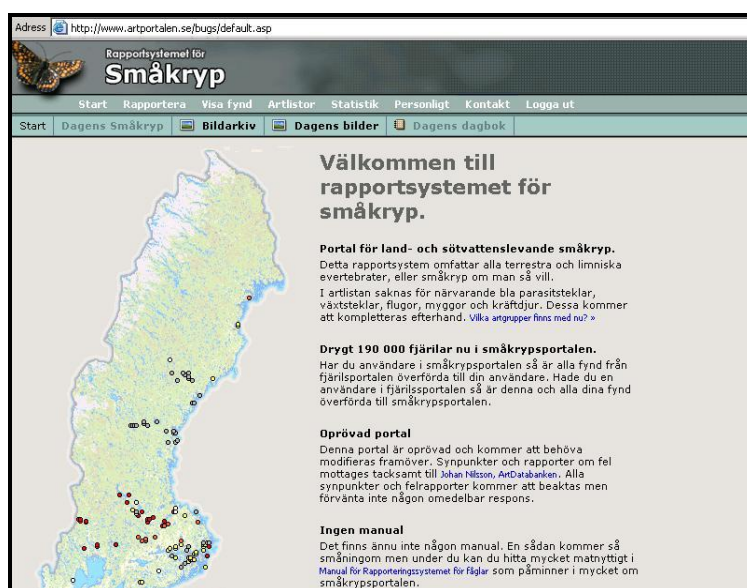 Adress http://www.artportalen.se/bugs/default.asp
Rapportsystemet för
Småkryp
Start Rapportera Visa fynd Artlistor Statistik Personligt Kontakt Logga ut
Start Dagens Småkryp Bildarkiv Dagens bilder Dagens dagbok
Välkommen till
rapportsystemet för
småkryp.
Portal för land- och sötvattenslevande småkryp.
Detta rapportsystem omfattar alla terrestra och limniska
evertebrater, eller småkryp om man så vill.
I artlistan saknas för närvarande bla parasitsteklar,
växtsteklar, flugor, myggor och kräftdjur. Dessa kommer
att kompletteras efterhand. Vilka artgrupper finns med nu? »
Drygt 190 000 fjärilar nu i småkrypsportalen.
Har du användare i småkrypsportalen så är alla fynd från
fjärilsportalen överförda till din användare. Hade du en
användare i fjärilssportalen så är denna och alla dina fynd
överförda till småkrypsportalen.
Oprövad portal
Denna portal är oprövad och kommer att behöva
modifieras framöver. Synpunkter och rapporter om fel
mottages tacksamt till Johan Nilsson, ArtDatabanken. Alla
synpunkter och felrapporter kommer att beaktas men
förvänta inte någon omedelbar respons.
Ingen manual
Det finns ännu inte någon manual. En sådan kommer så
småningom men under du kan du hitta mycket matnyttigt i
Manual för Rapporteringssystemet för fåglar som påminner i mycket om
småkrypsportalen.